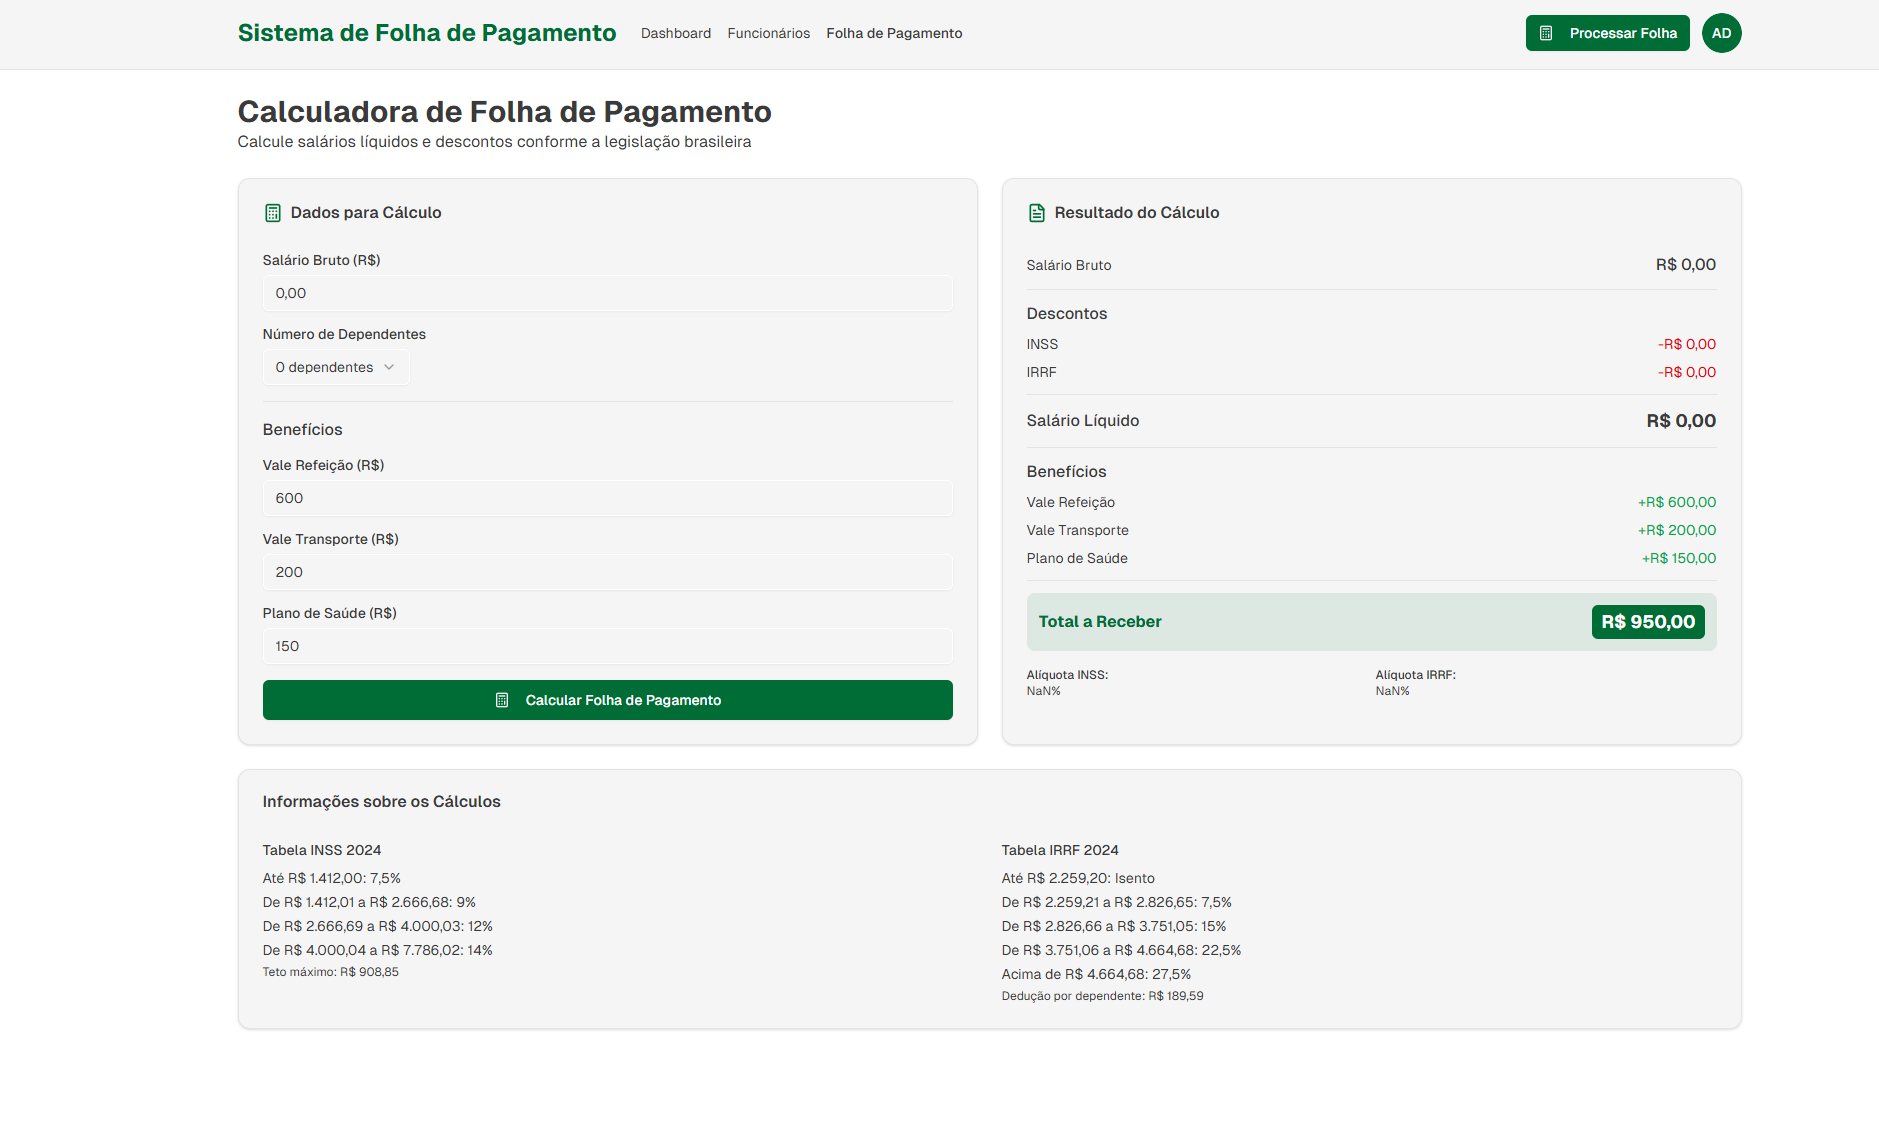 Sistema de Folha de Pagamento
Dashboard
Funcionários
Folha de Pagamento
Processar Folha
AD
Calculadora de Folha de Pagamento
Calcule salários líquidos e descontos conforme a legislação brasileira
Dados para Cálculo
Salário Bruto (R$)
0,00
Número de Dependentes
0 dependentes
Benefícios
Vale Refeição (R$)
600
Vale Transporte (R$)
200
Plano de Saúde (R$)
150
Calcular Folha de Pagamento
Resultado do Cálculo
Salário Bruto R$ 0,00
Descontos
INSS -R$ 0,00
IRRF -R$ 0,00
Salário Líquido R$ 0,00
Benefícios
Vale Refeição +R$ 600,00
Vale Transporte +R$ 200,00
Plano de Saúde +R$ 150,00
Total a Receber R$ 950,00
Alíquota INSS:
NaN%
Alíquota IRRF:
NaN%
Informações sobre os Cálculos
Tabela INSS 2024
Até R$ 1.412,00: 7,5%
De R$ 1.412,01 a R$ 2.666,68: 9%
De R$ 2.666,69 a R$ 4.000,03: 12%
De R$ 4.000,04 a R$ 7.786,02: 14%
Teto máximo: R$ 908,85
Tabela IRRF 2024
Até R$ 2.259,20: Isento
De R$ 2.259,21 a R$ 2.826,65: 7,5%
De R$ 2.826,66 a R$ 3.751,05: 15%
De R$ 3.751,06 a R$ 4.664,68: 22,5%
Acima de R$ 4.664,68: 27,5%
Dedução por dependente: R$ 189,59